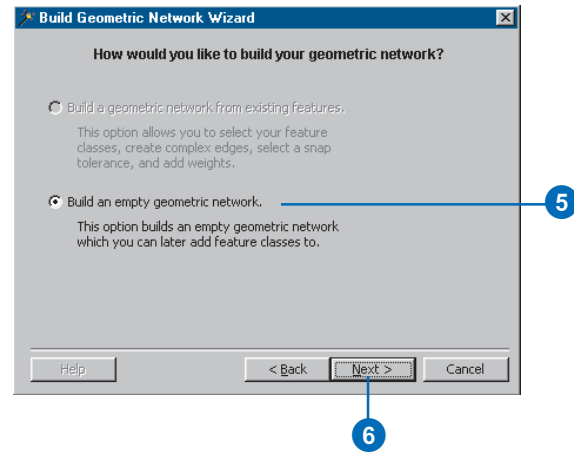 Build Geometric Network Wizard
How would you like to build your geometric network?
Build a geometric network from existing features.
This option allows you to select your feature
classes, create complex edges, select a snap
tolerance, and add weights.
Build an empty geometric network.
5
This option builds an empty geometric network
which you can later add feature classes to.
Help
< Back
Next >
Cancel
6